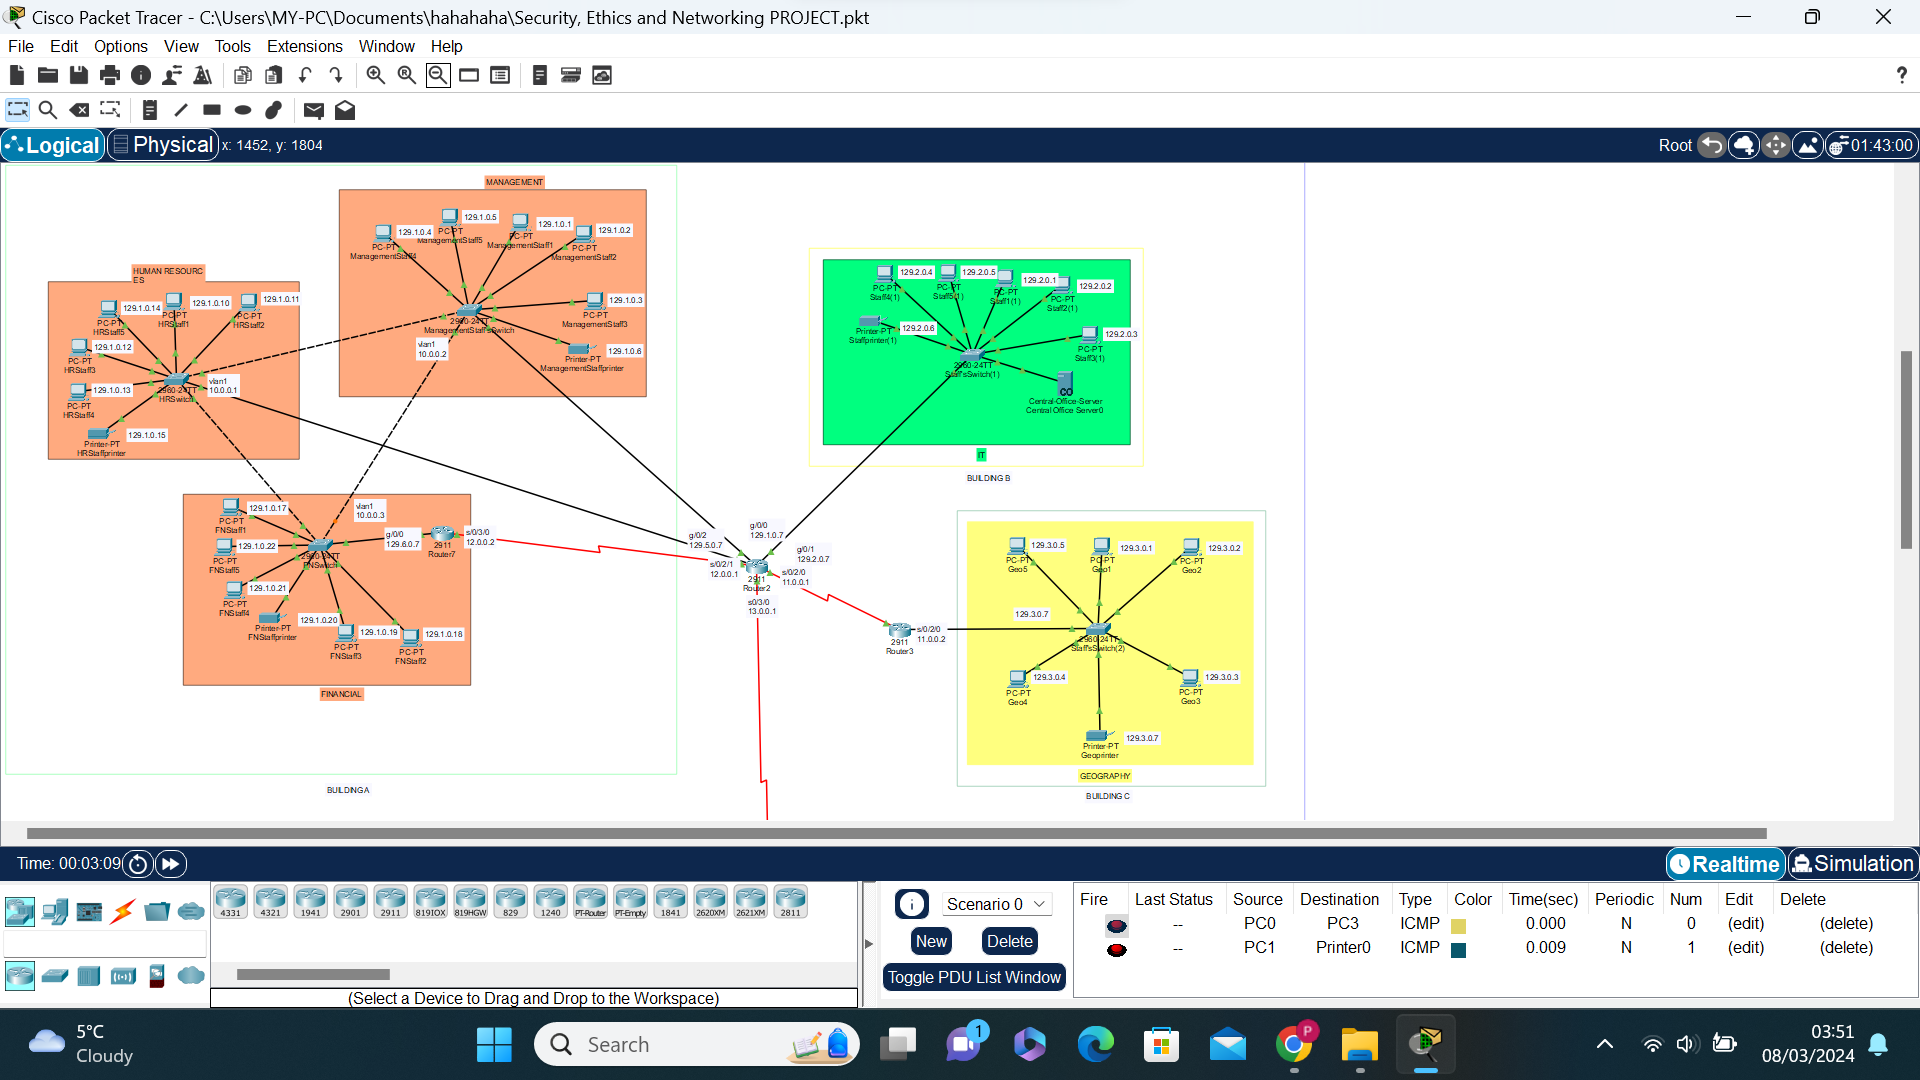 Cisco Packet Tracer - C:\Users\MY-PC\Documents\hahahaha\Security, Ethics and Networking PROJECT.pkt
File Edit Options View Tools Extensions Window Help
?
Logical Physical x: 1452, y: 1804
Root 01:43:00
MANAGEMENT
129.1.0.5
129.1.0.1
129.1.0.4
129.1.0.2
PC-PT
ManagementStaff4
PC-PT
ManagementStaff5
PC-PT
ManagementStaff1
PC-PT
ManagementStaff2
129.1.0.3
PC-PT
ManagementStaff3
2960-24TT
ManagementStaff'sSwitch
vlan1
10.0.0.2
129.1.0.6
Printer-PT
ManagementStaffprinter
HUMAN RESOURC
ES
129.1.0.14
129.1.0.10
129.1.0.11
PC-PT
HRStaff5
PC-PT
HRStaff1
PC-PT
HRStaff2
129.1.0.12
PC-PT
HRStaff3
129.1.0.13
PC-PT
HRStaff4
2960-24TT
HRSwitch
vlan1
10.0.0.1
129.1.0.15
Printer-PT
HRStaffprinter
129.1.0.17
PC-PT
FNStaff1
vlan1
10.0.0.3
129.1.0.22
PC-PT
FNStaff5
2960-24TT
FNSwitch
g/0/0
129.6.0.7
2911
Router7
s/0/3/0
12.0.0.2
129.1.0.21
PC-PT
FNStaff4
Printer-PT
FNStaffprinter
129.1.0.20
129.1.0.19
129.1.0.18
PC-PT
FNStaff3
PC-PT
FNStaff2
FINANCIAL
BUILDING A
129.2.0.4
129.2.0.5
129.2.0.1
129.2.0.2
PC-PT
Staff4(1)
PC-PT
Staff5(1)
PC-PT
Staff1(1)
PC-PT
Staff2(1)
129.2.0.6
Printer-PT
Staffprinter(1)
129.2.0.3
PC-PT
Staff3(1)
2960-24TT
Staff'sSwitch(1)
CO
Central-Office-Server
Central Office Server0
IT
BUILDING B
g/0/0
129.1.0.7
g/0/2
129.5.0.7
g/0/1
129.2.0.7
s/0/2/1
12.0.0.1
2911
Router2
s/0/2/0
11.0.0.1
s0/3/0
13.0.0.1
2911
Router3
s/0/2/0
11.0.0.2
129.3.0.5
129.3.0.1
129.3.0.2
PC-PT
Geo5
PC-PT
Geo1
PC-PT
Geo2
129.3.0.7
2960-24TT
Staff'sSwitch(2)
129.3.0.4
PC-PT
Geo4
129.3.0.3
PC-PT
Geo3
129.3.0.7
Printer-PT
Geoprinter
GEOGRAPHY
BUILDING C
Time: 00:03:09
Realtime Simulation
4331 4321 1941 2901 2911 819IOX 819HGW 829 1240 PT-Router PT-Empty 1841 2620XM 2621XM 2811
(Select a Device to Drag and Drop to the Workspace)
Scenario 0
New Delete
Toggle PDU List Window
Fire Last Status Source Destination Type Color Time(sec) Periodic Num Edit Delete
-- PC0 PC3 ICMP 0.000 N 0 (edit) (delete)
-- PC1 Printer0 ICMP 0.009 N 1 (edit) (delete)
5°C
Cloudy
Search
1
P
03:51
08/03/2024